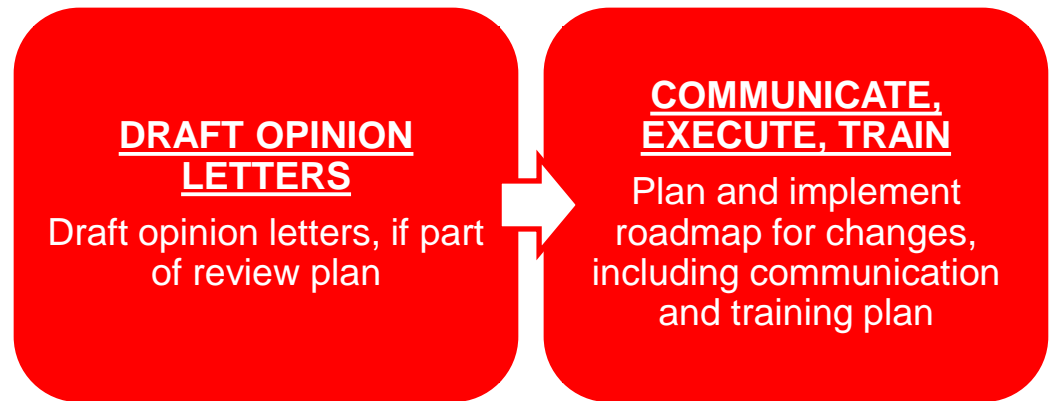 DRAFT OPINION
LETTERS
Draft opinion letters, if part
of review plan
COMMUNICATE,
EXECUTE, TRAIN
Plan and implement
roadmap for changes,
including communication
and training plan